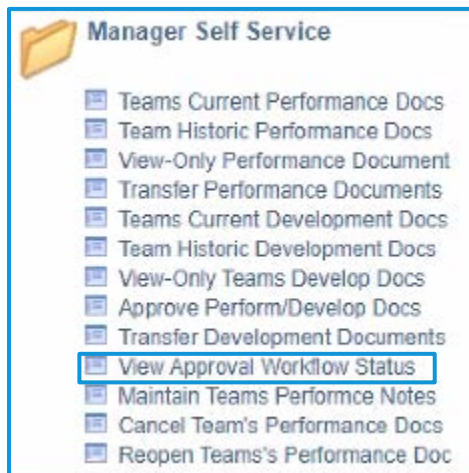 Manager Self Service
Teams Current Performance Docs
Team Historic Performance Docs
View-Only Performance Document
Transfer Performance Documents
Teams Current Development Docs
Team Historic Development Docs
View-Only Teams Develop Docs
Approve Perform/Develop Docs
Transfer Development Documents
View Approval Workflow Status
Maintain Teams Performce Notes
Cancel Team's Performance Docs
Reopen Teams's Performance Doc